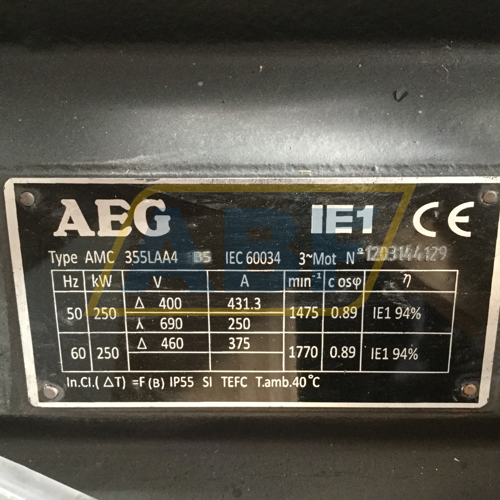 AEG IE1 CE
Type AMC 355LAA4 B5 IEC 60034 3~Mot Nº1203144129
Hz kW V A min⁻¹ c osφ η
50 250 Δ 400 431.3 1475 0.89 IE1 94%
⅄ 690 250
60 250 Δ 460 375 1770 0.89 IE1 94%
In.Cl.( ΔT) =F (B) IP55 SI TEFC T.amb.40°C